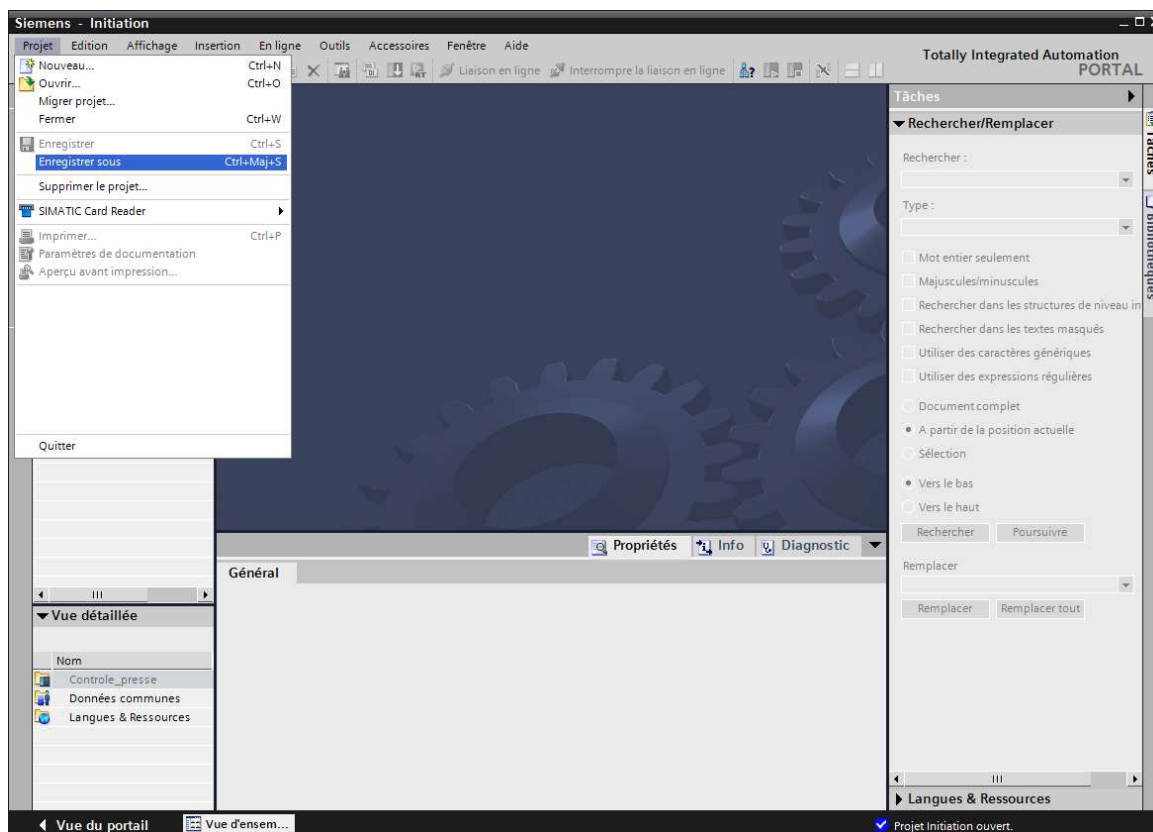 Siemens - Initiation
Projet Edition Affichage Insertion En ligne Outils Accessoires Fenêtre Aide
Totally Integrated Automation
PORTAL
Liaison en ligne Interrompre la liaison en ligne
Nouveau... Ctrl+N
Ouvrir... Ctrl+O
Migrer projet...
Fermer Ctrl+W
Enregistrer Ctrl+S
Enregistrer sous Ctrl+Maj+S
Supprimer le projet...
SIMATIC Card Reader
Imprimer... Ctrl+P
Paramètres de documentation
Aperçu avant impression...
Quitter
Tâches
Rechercher/Remplacer
Rechercher :
Type :
Mot entier seulement
Majuscules/minuscules
Rechercher dans les structures de niveau in
Rechercher dans les textes masqués
Utiliser des caractères génériques
Utiliser des expressions régulières
Document complet
A partir de la position actuelle
Sélection
Vers le bas
Vers le haut
Rechercher Poursuivre
Remplacer
Remplacer Remplacer tout
Langues & Ressources
Tâches
Bibliothèques
Propriétés Info Diagnostic
Général
Vue détaillée
Nom
Controle_presse
Données communes
Langues & Ressources
Vue du portail Vue d'ensem... Projet Initiation ouvert.